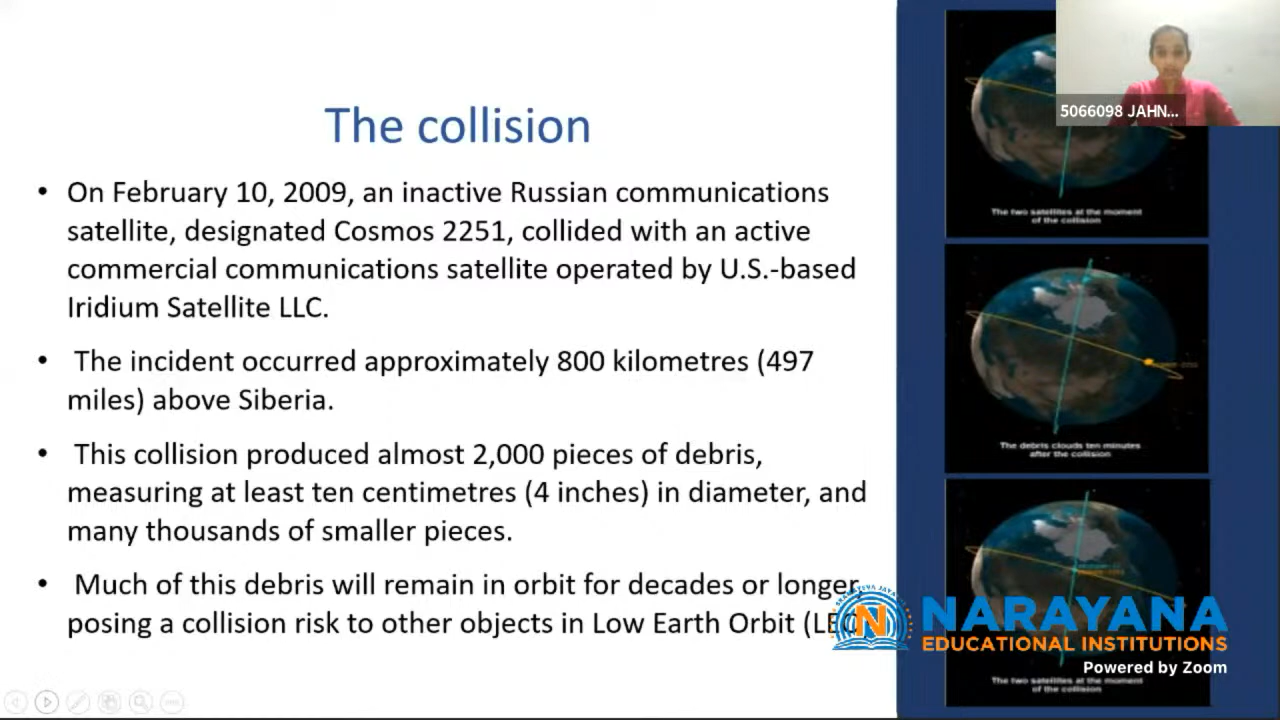 The collision
• On February 10, 2009, an inactive Russian communications
satellite, designated Cosmos 2251, collided with an active
commercial communications satellite operated by U.S.-based
Iridium Satellite LLC.
• The incident occurred approximately 800 kilometres (497
miles) above Siberia.
• This collision produced almost 2,000 pieces of debris,
measuring at least ten centimetres (4 inches) in diameter, and
many thousands of smaller pieces.
• Much of this debris will remain in orbit for decades or longer,
posing a collision risk to other objects in Low Earth Orbit
5066098 JAHN...
The two satellites at the moment
of the collision
The debris clouds ten minutes
after the collision
The two satellites at the moment
of the collision
N
NARAYANA
EDUCATIONAL INSTITUTIONS
Powered by Zoom